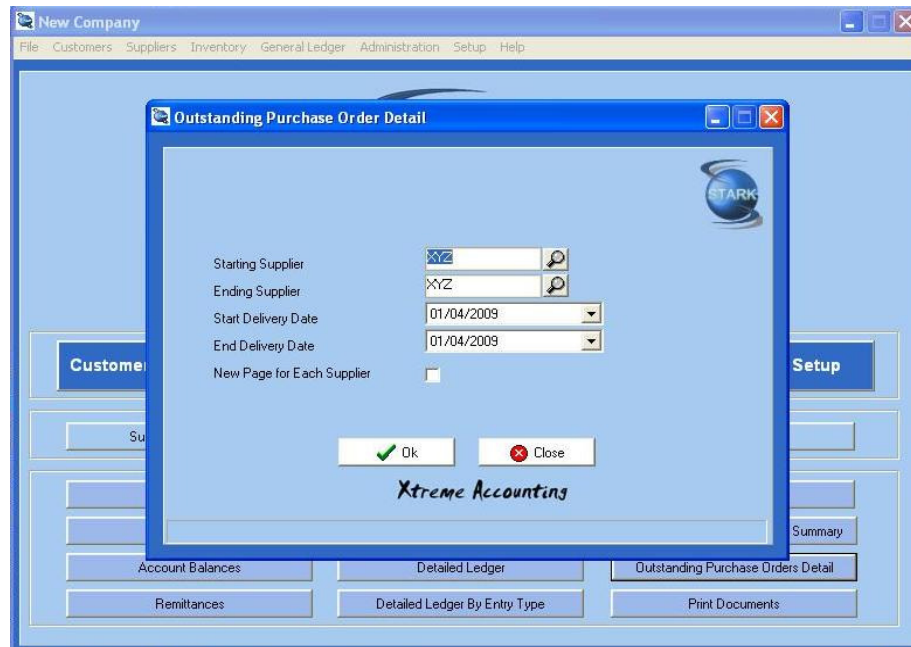 New Company
File Customers Suppliers Inventory General Ledger Administration Setup Help
Outstanding Purchase Order Detail
STARK
Starting Supplier XYZ
Ending Supplier XYZ
Start Delivery Date 01/04/2009
End Delivery Date 01/04/2009
New Page for Each Supplier
Customer Setup
Su
Ok Close
Xtreme Accounting
Summary
Account Balances Detailed Ledger Outstanding Purchase Orders Detail
Remittances Detailed Ledger By Entry Type Print Documents